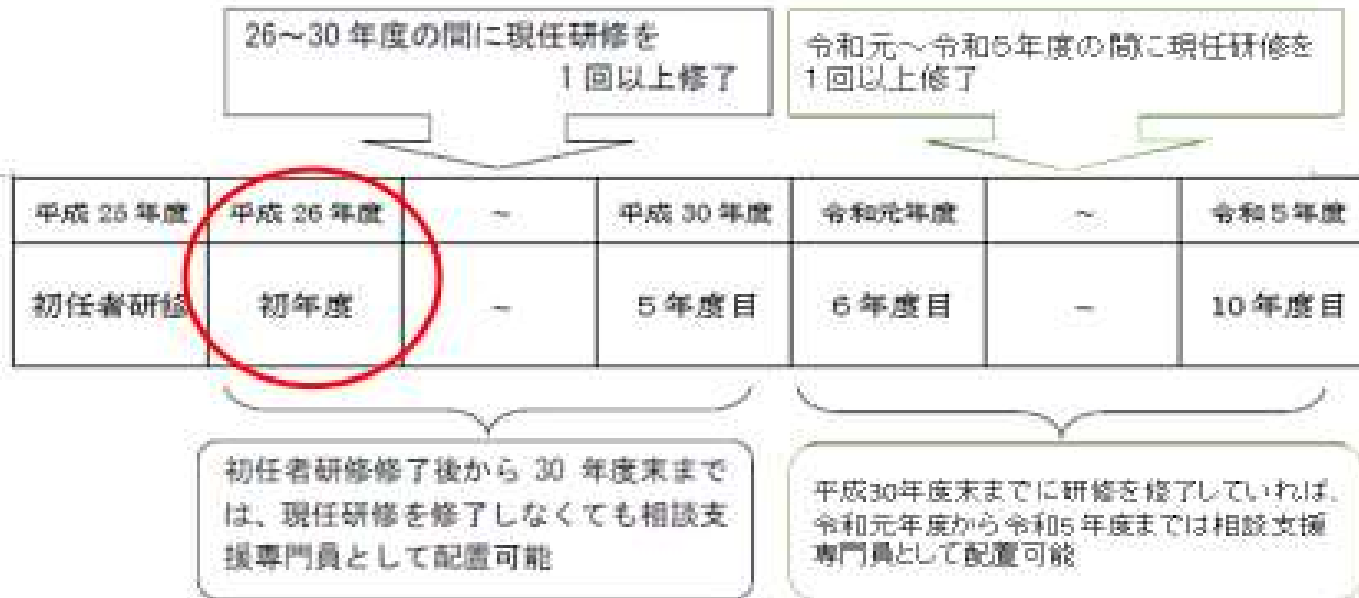 26～30年度の間に現任研修を
1回以上修了
令和元～令和5年度の間に現任研修を
1回以上修了
平成 25 年度 平成 26 年度 ～ 平成 30 年度 令和元年度 ～ 令和5年度
初任者研修 初年度 ～ 5年度目 6年度目 ～ 10年度目
初任者研修修了後から 30 年度末まで
は、現任研修を修了しなくても相談支
援専門員として配置可能
平成30年度末までに研修を修了していれば、
令和元年度から令和5年度までは相談支援
専門員として配置可能